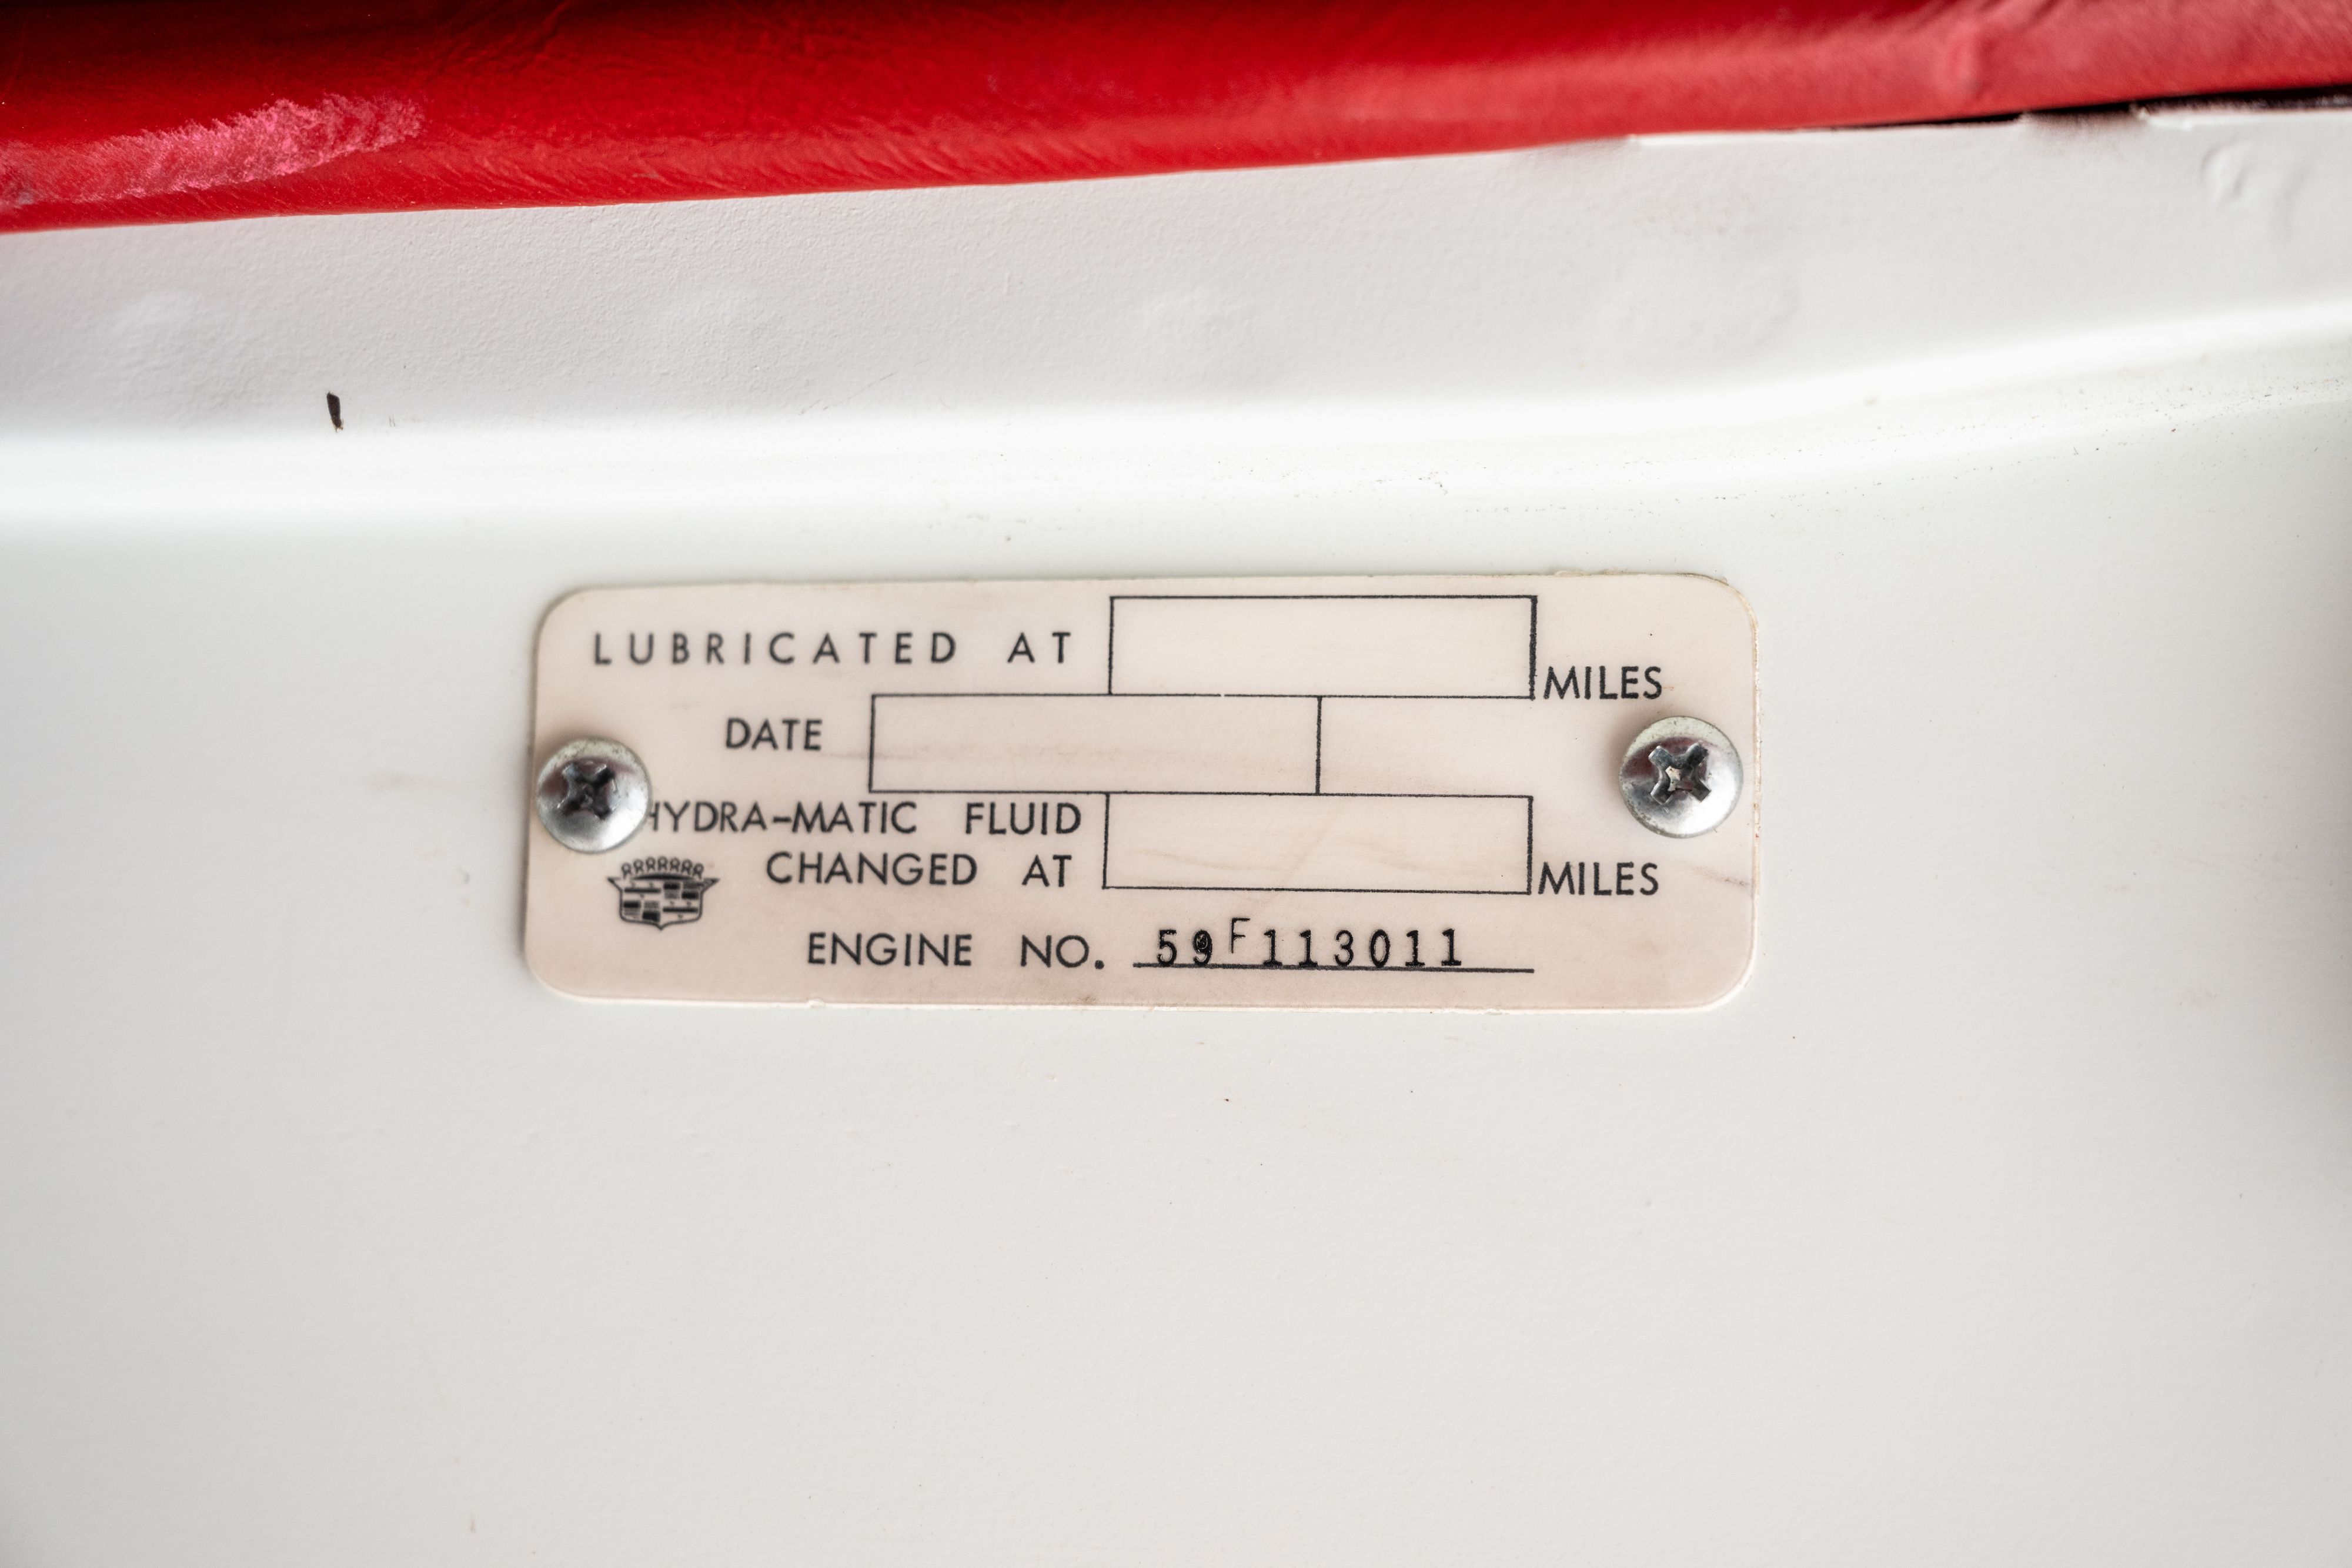 LUBRICATED AT MILES
DATE
HYDRA-MATIC FLUID
CHANGED AT MILES
ENGINE NO. 59F113011